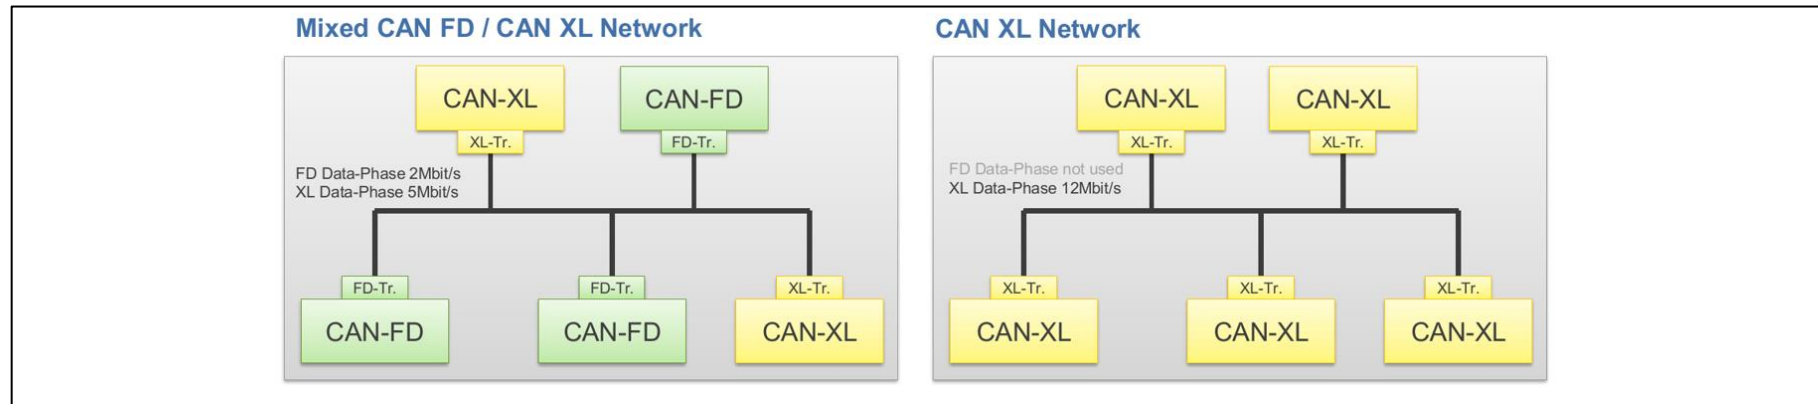 Mixed CAN FD / CAN XL Network
CAN-XL
CAN-FD
XL-Tr.
FD-Tr.
FD Data-Phase 2Mbit/s
XL Data-Phase 5Mbit/s
FD-Tr.
FD-Tr.
XL-Tr.
CAN-FD
CAN-FD
CAN-XL
CAN XL Network
CAN-XL
CAN-XL
XL-Tr.
XL-Tr.
FD Data-Phase not used
XL Data-Phase 12Mbit/s
XL-Tr.
XL-Tr.
XL-Tr.
CAN-XL
CAN-XL
CAN-XL